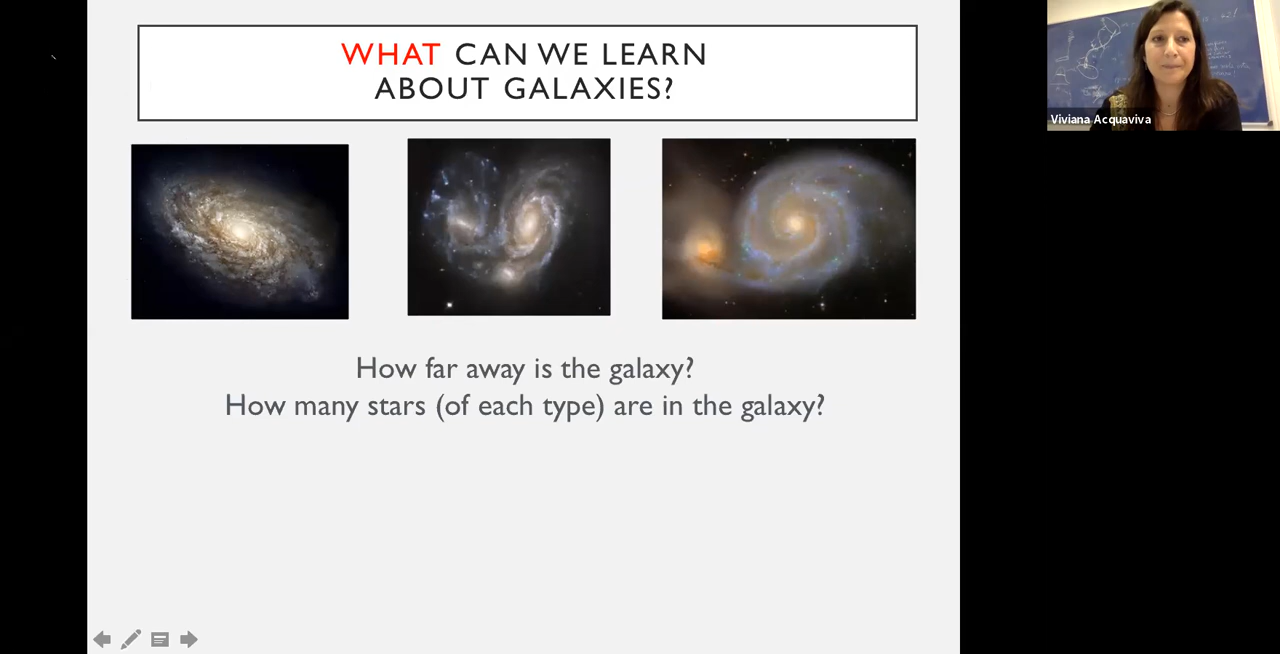 WHAT CAN WE LEARN
ABOUT GALAXIES?
How far away is the galaxy?
How many stars (of each type) are in the galaxy?
Viviana Acquaviva